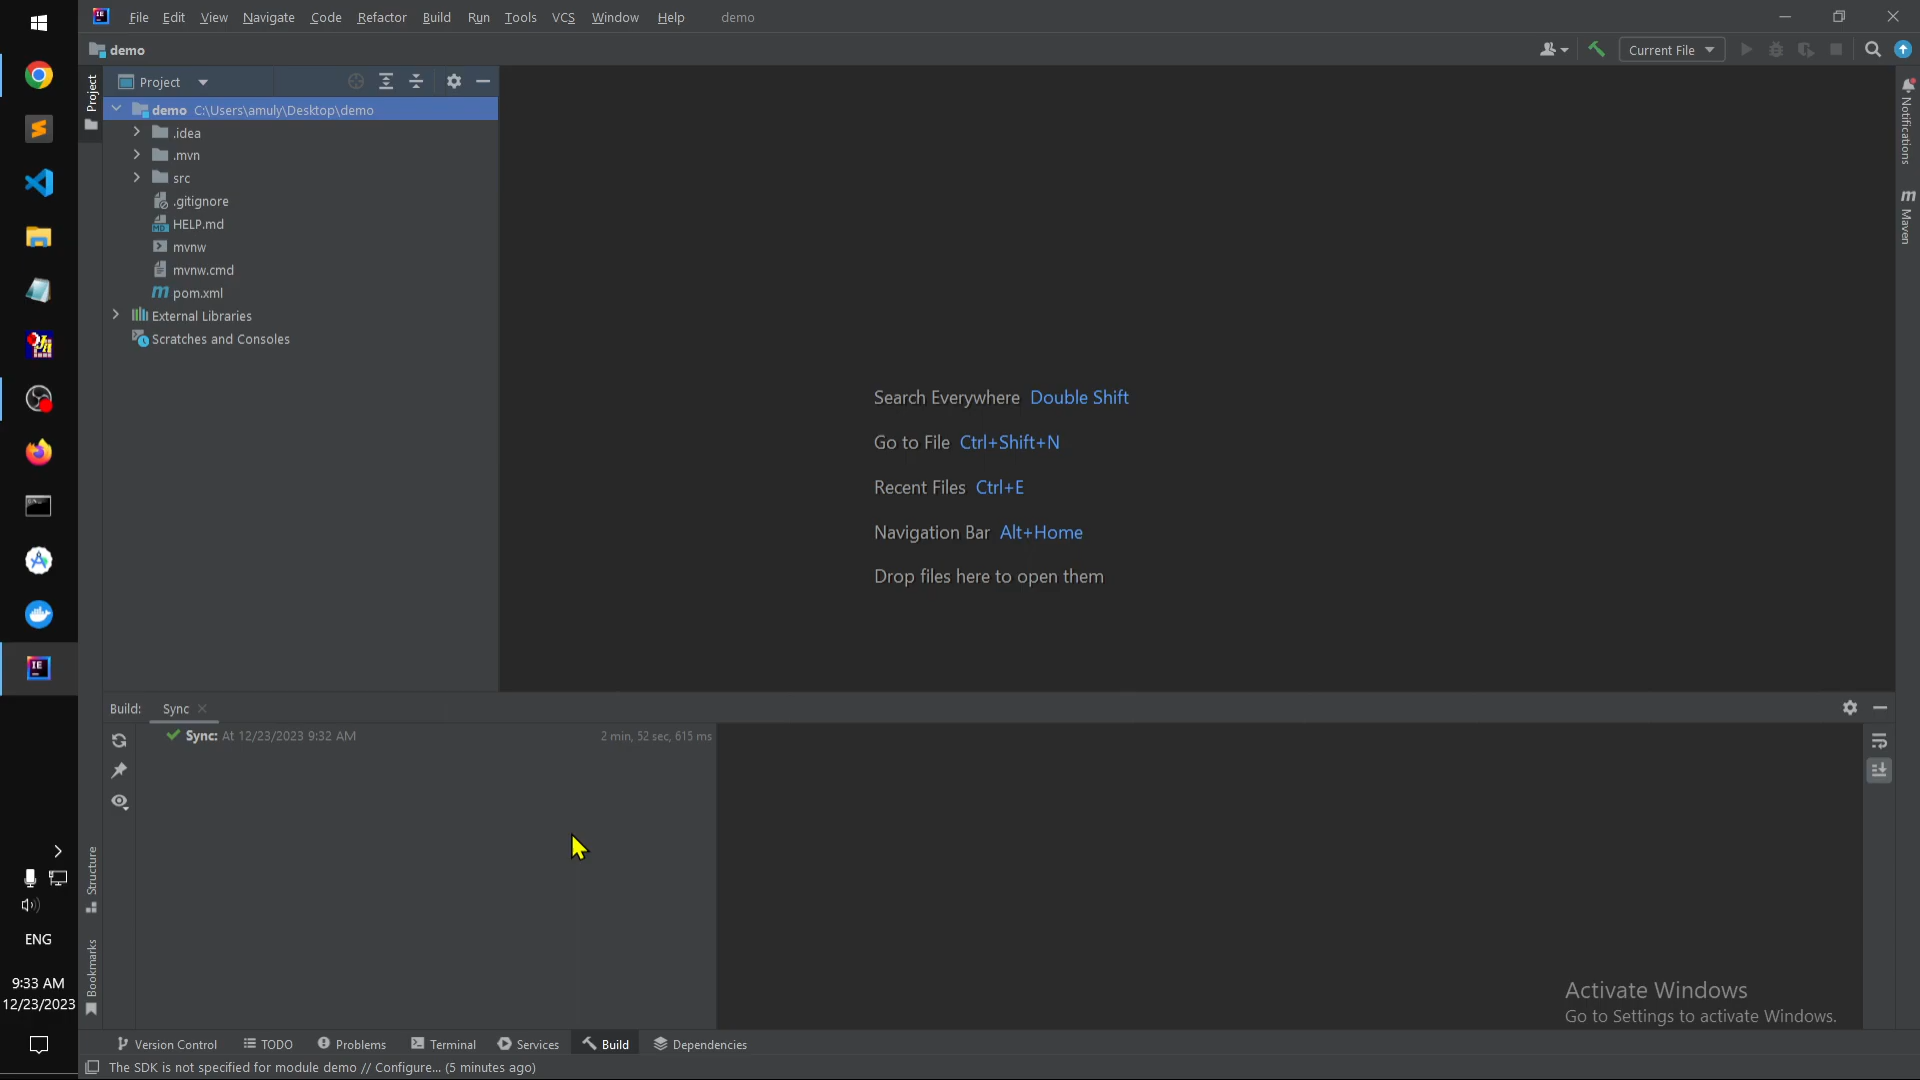 File Edit View Navigate Code Refactor Build Run Tools VCS Window Help demo
demo
Current File
Project
Project
demo C:\Users\amuly\Desktop\demo
.idea
.mvn
src
.gitignore
HELP.md
mvnw
mvnw.cmd
pom.xml
External Libraries
Scratches and Consoles
Notifications
Maven
Search Everywhere Double Shift
Go to File Ctrl+Shift+N
Recent Files Ctrl+E
Navigation Bar Alt+Home
Drop files here to open them
Build: Sync
Sync: At 12/23/2023 9:32 AM 2 min, 52 sec, 615 ms
Structure
Bookmarks
ENG
9:33 AM
12/23/2023
Activate Windows
Go to Settings to activate Windows.
Version Control TODO Problems Terminal Services Build Dependencies
The SDK is not specified for module demo // Configure... (5 minutes ago)